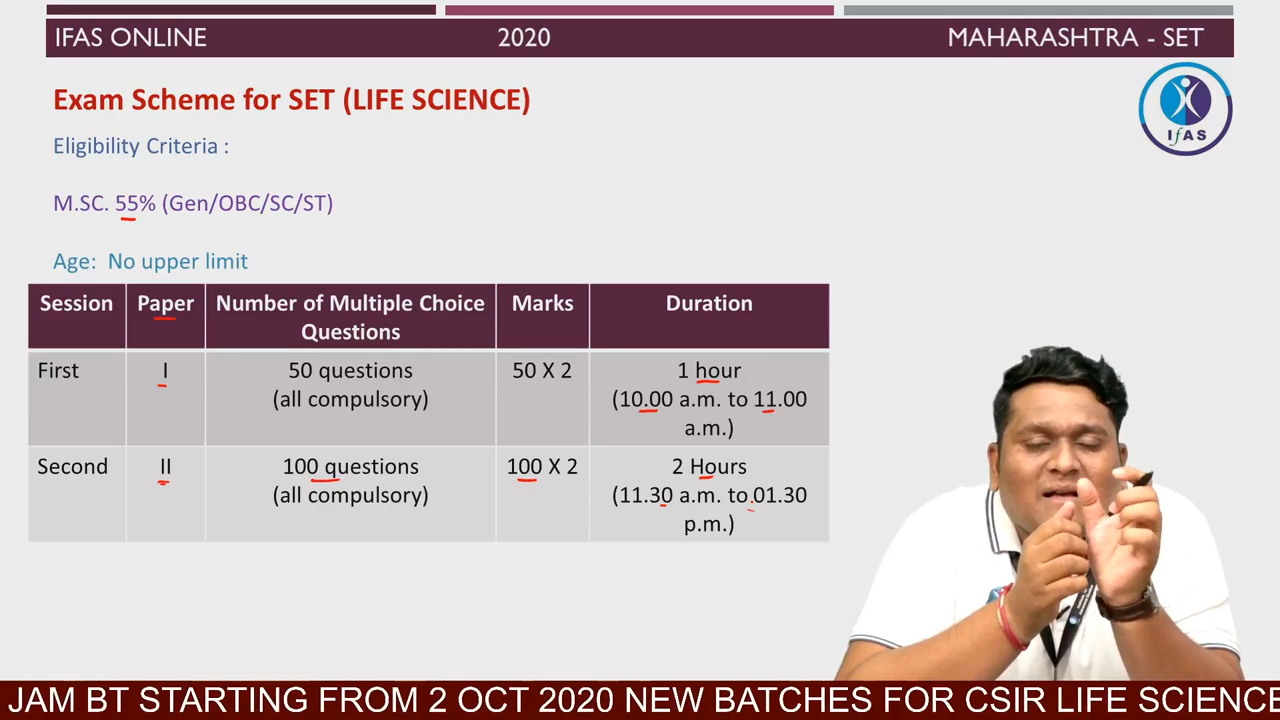 IFAS ONLINE 2020 MAHARASHTRA - SET
Exam Scheme for SET (LIFE SCIENCE)
IfAS
Eligibility Criteria :
M.SC. 55% (Gen/OBC/SC/ST)
Age: No upper limit
Session Paper Number of Multiple Choice Questions Marks Duration
First I 50 questions (all compulsory) 50 X 2 1 hour (10.00 a.m. to 11.00 a.m.)
Second II 100 questions (all compulsory) 100 X 2 2 Hours (11.30 a.m. to 01.30 p.m.)
JAM BT STARTING FROM 2 OCT 2020 NEW BATCHES FOR CSIR LIFE SCIENCE